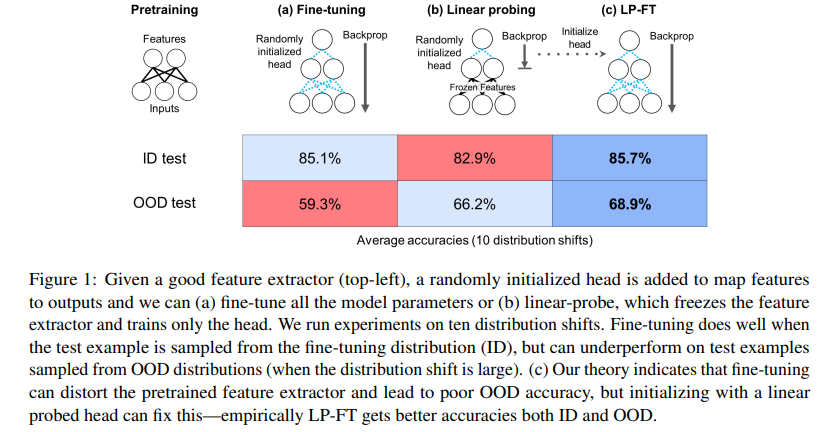 Pretraining
(a) Fine-tuning
(b) Linear probing
(c) LP-FT
Features
Inputs
Randomly
initialized
head
Backprop
Randomly
initialized
head
Backprop
Frozen Features
Initialize
head
Backprop
ID test 85.1% 82.9% 85.7%
OOD test 59.3% 66.2% 68.9%
Average accuracies (10 distribution shifts)
Figure 1: Given a good feature extractor (top-left), a randomly initialized head is added to map features
to outputs and we can (a) fine-tune all the model parameters or (b) linear-probe, which freezes the feature
extractor and trains only the head. We run experiments on ten distribution shifts. Fine-tuning does well when
the test example is sampled from the fine-tuning distribution (ID), but can underperform on test examples
sampled from OOD distributions (when the distribution shift is large). (c) Our theory indicates that fine-tuning
can distort the pretrained feature extractor and lead to poor OOD accuracy, but initializing with a linear
probed head can fix this—empirically LP-FT gets better accuracies both ID and OOD.